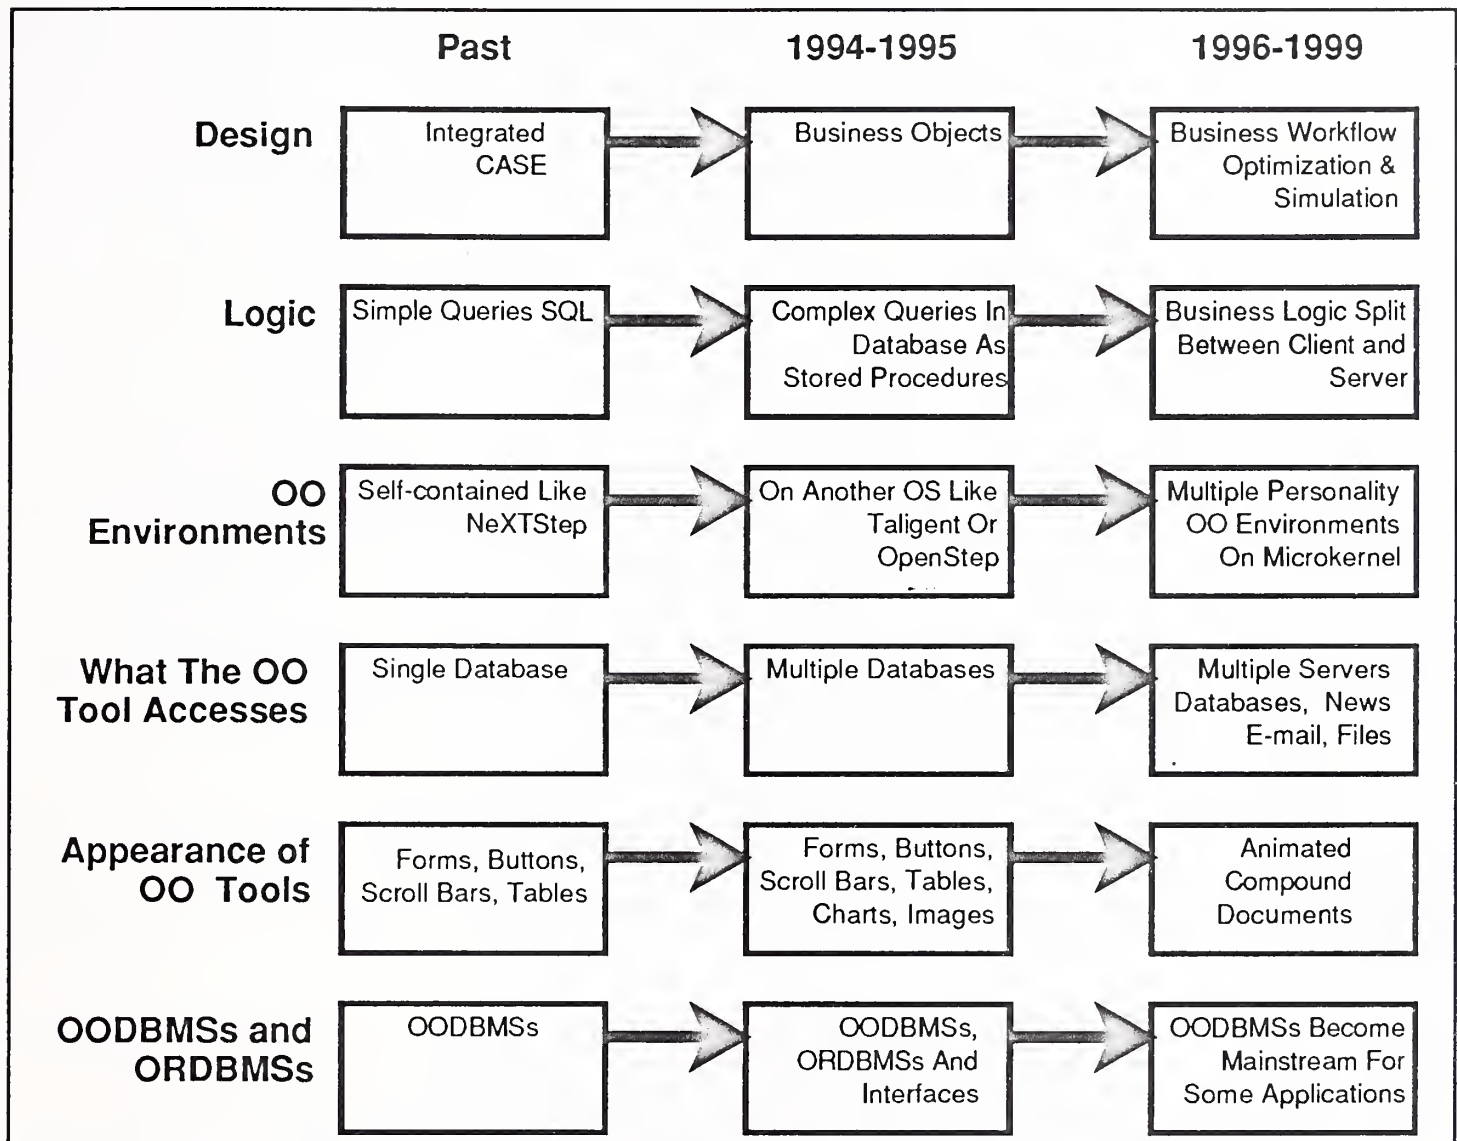 Past 1994-1995 1996-1999
Design
Integrated
CASE
Business Objects
Business Workflow
Optimization &
Simulation
Logic
Simple Queries SQL
Complex Queries In
Database As
Stored Procedures
Business Logic Split
Between Client and
Server
OO
Environments
Self-contained Like
NeXTStep
On Another OS Like
Taligent Or
OpenStep
Multiple Personality
OO Environments
On Microkernel
What The OO
Tool Accesses
Single Database
Multiple Databases
Multiple Servers
Databases, News
E-mail, Files
Appearance of
OO Tools
Forms, Buttons,
Scroll Bars, Tables
Forms, Buttons,
Scroll Bars, Tables,
Charts, Images
Animated
Compound
Documents
OODBMSs and
ORDBMSs
OODBMSs
OODBMSs,
ORDBMSs And
Interfaces
OODBMSs Become
Mainstream For
Some Applications